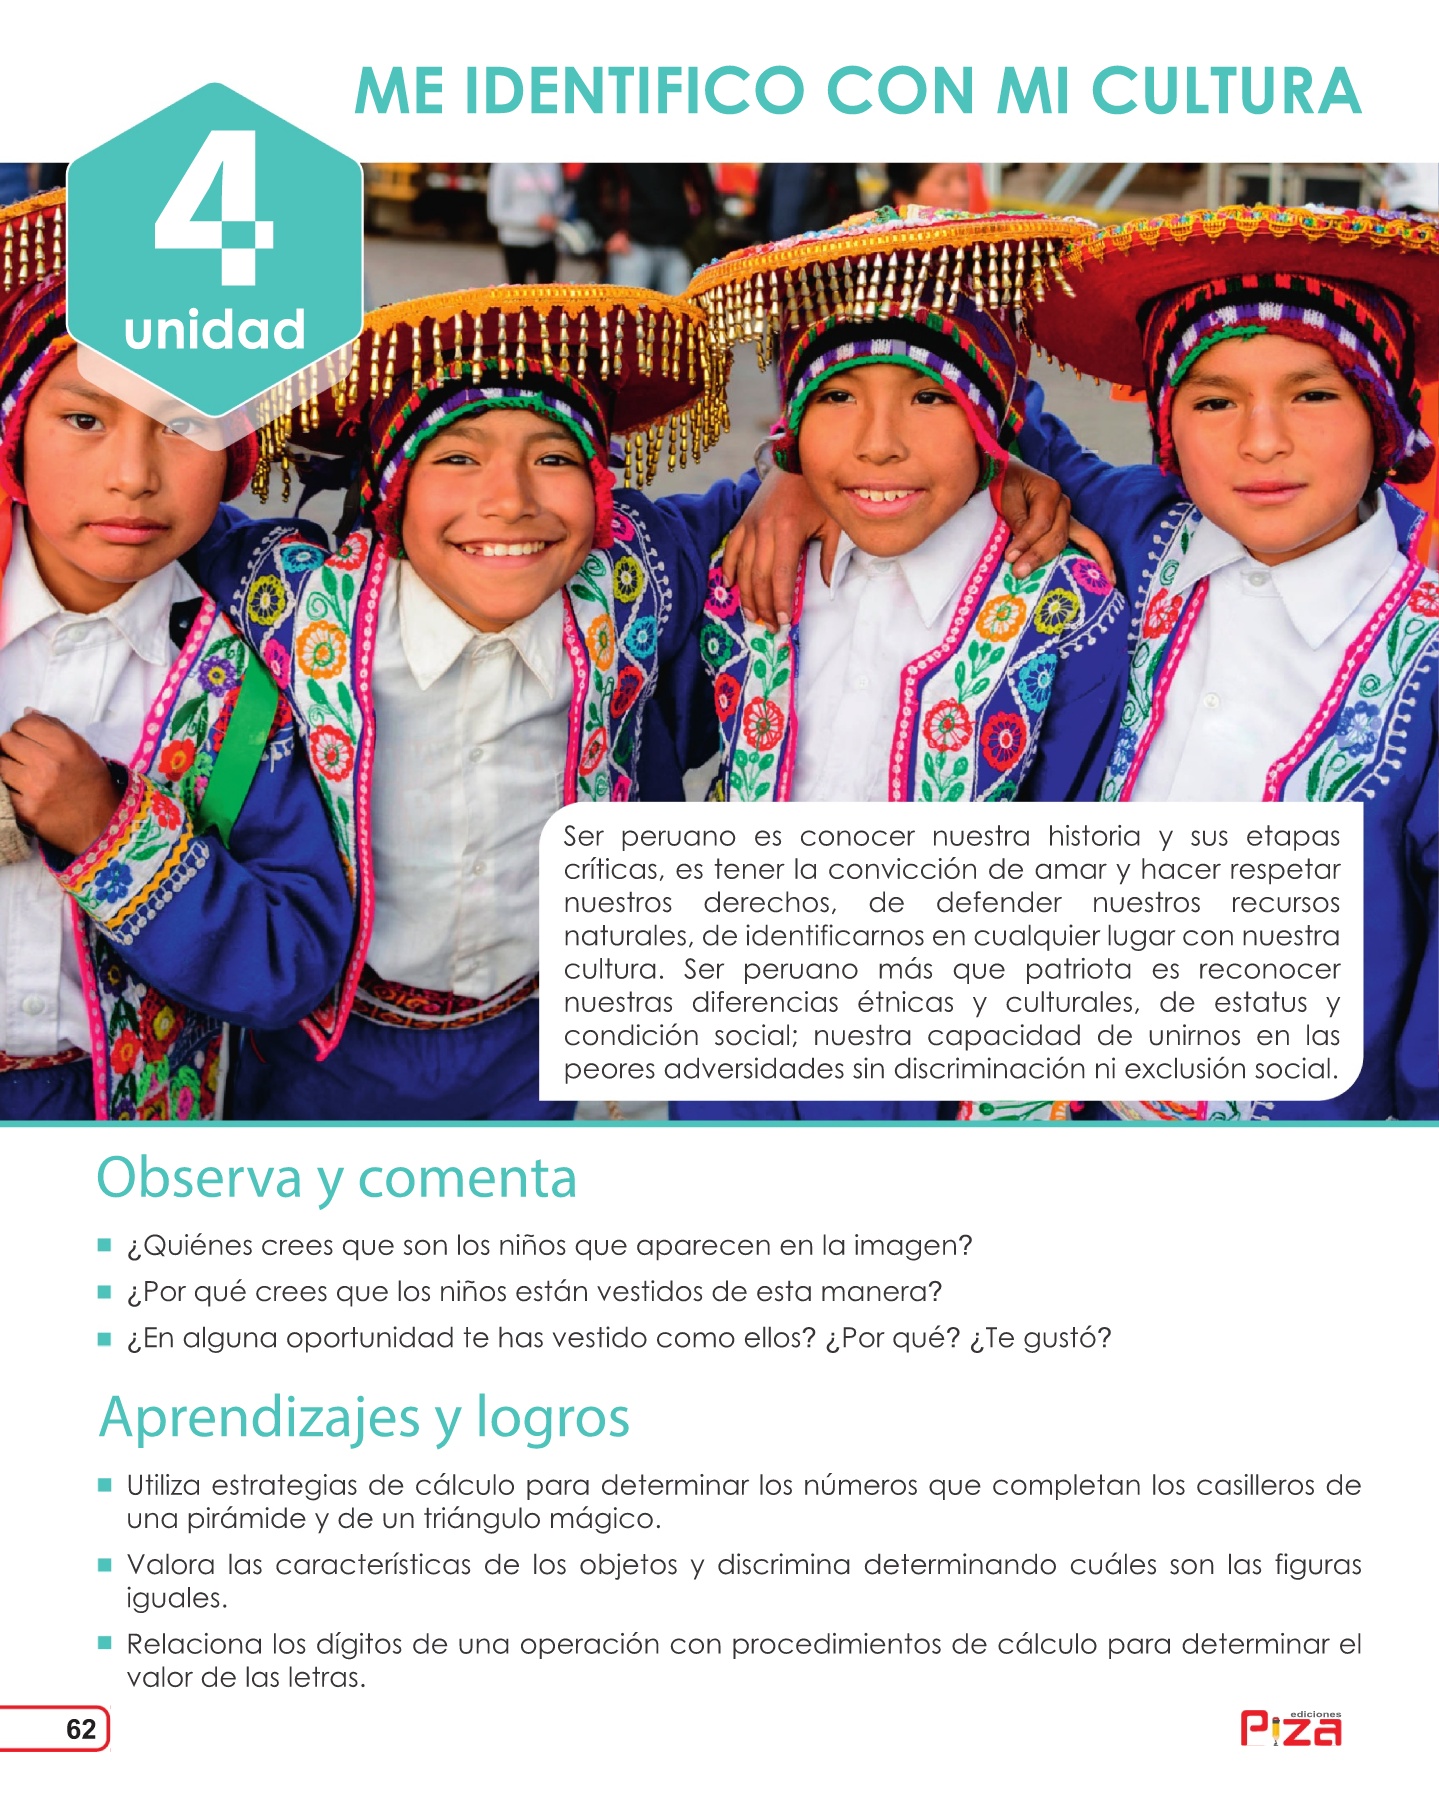 ME IDENTIFICO CON MI CULTURA
4
unidad
Ser peruano es conocer nuestra historia y sus etapas
críticas, es tener la convicción de amar y hacer respetar
nuestros derechos, de defender nuestros recursos
naturales, de identificarnos en cualquier lugar con nuestra
cultura. Ser peruano más que patriota es reconocer
nuestras diferencias étnicas y culturales, de estatus y
condición social; nuestra capacidad de unirnos en las
peores adversidades sin discriminación ni exclusión social.
Observa y comenta
¿Quiénes crees que son los niños que aparecen en la imagen?
¿Por qué crees que los niños están vestidos de esta manera?
¿En alguna oportunidad te has vestido como ellos? ¿Por qué? ¿Te gustó?
Aprendizajes y logros
Utiliza estrategias de cálculo para determinar los números que completan los casilleros de
una pirámide y de un triángulo mágico.
Valora las características de los objetos y discrimina determinando cuáles son las figuras
iguales.
Relaciona los dígitos de una operación con procedimientos de cálculo para determinar el
valor de las letras.
62
ediciones
Piza